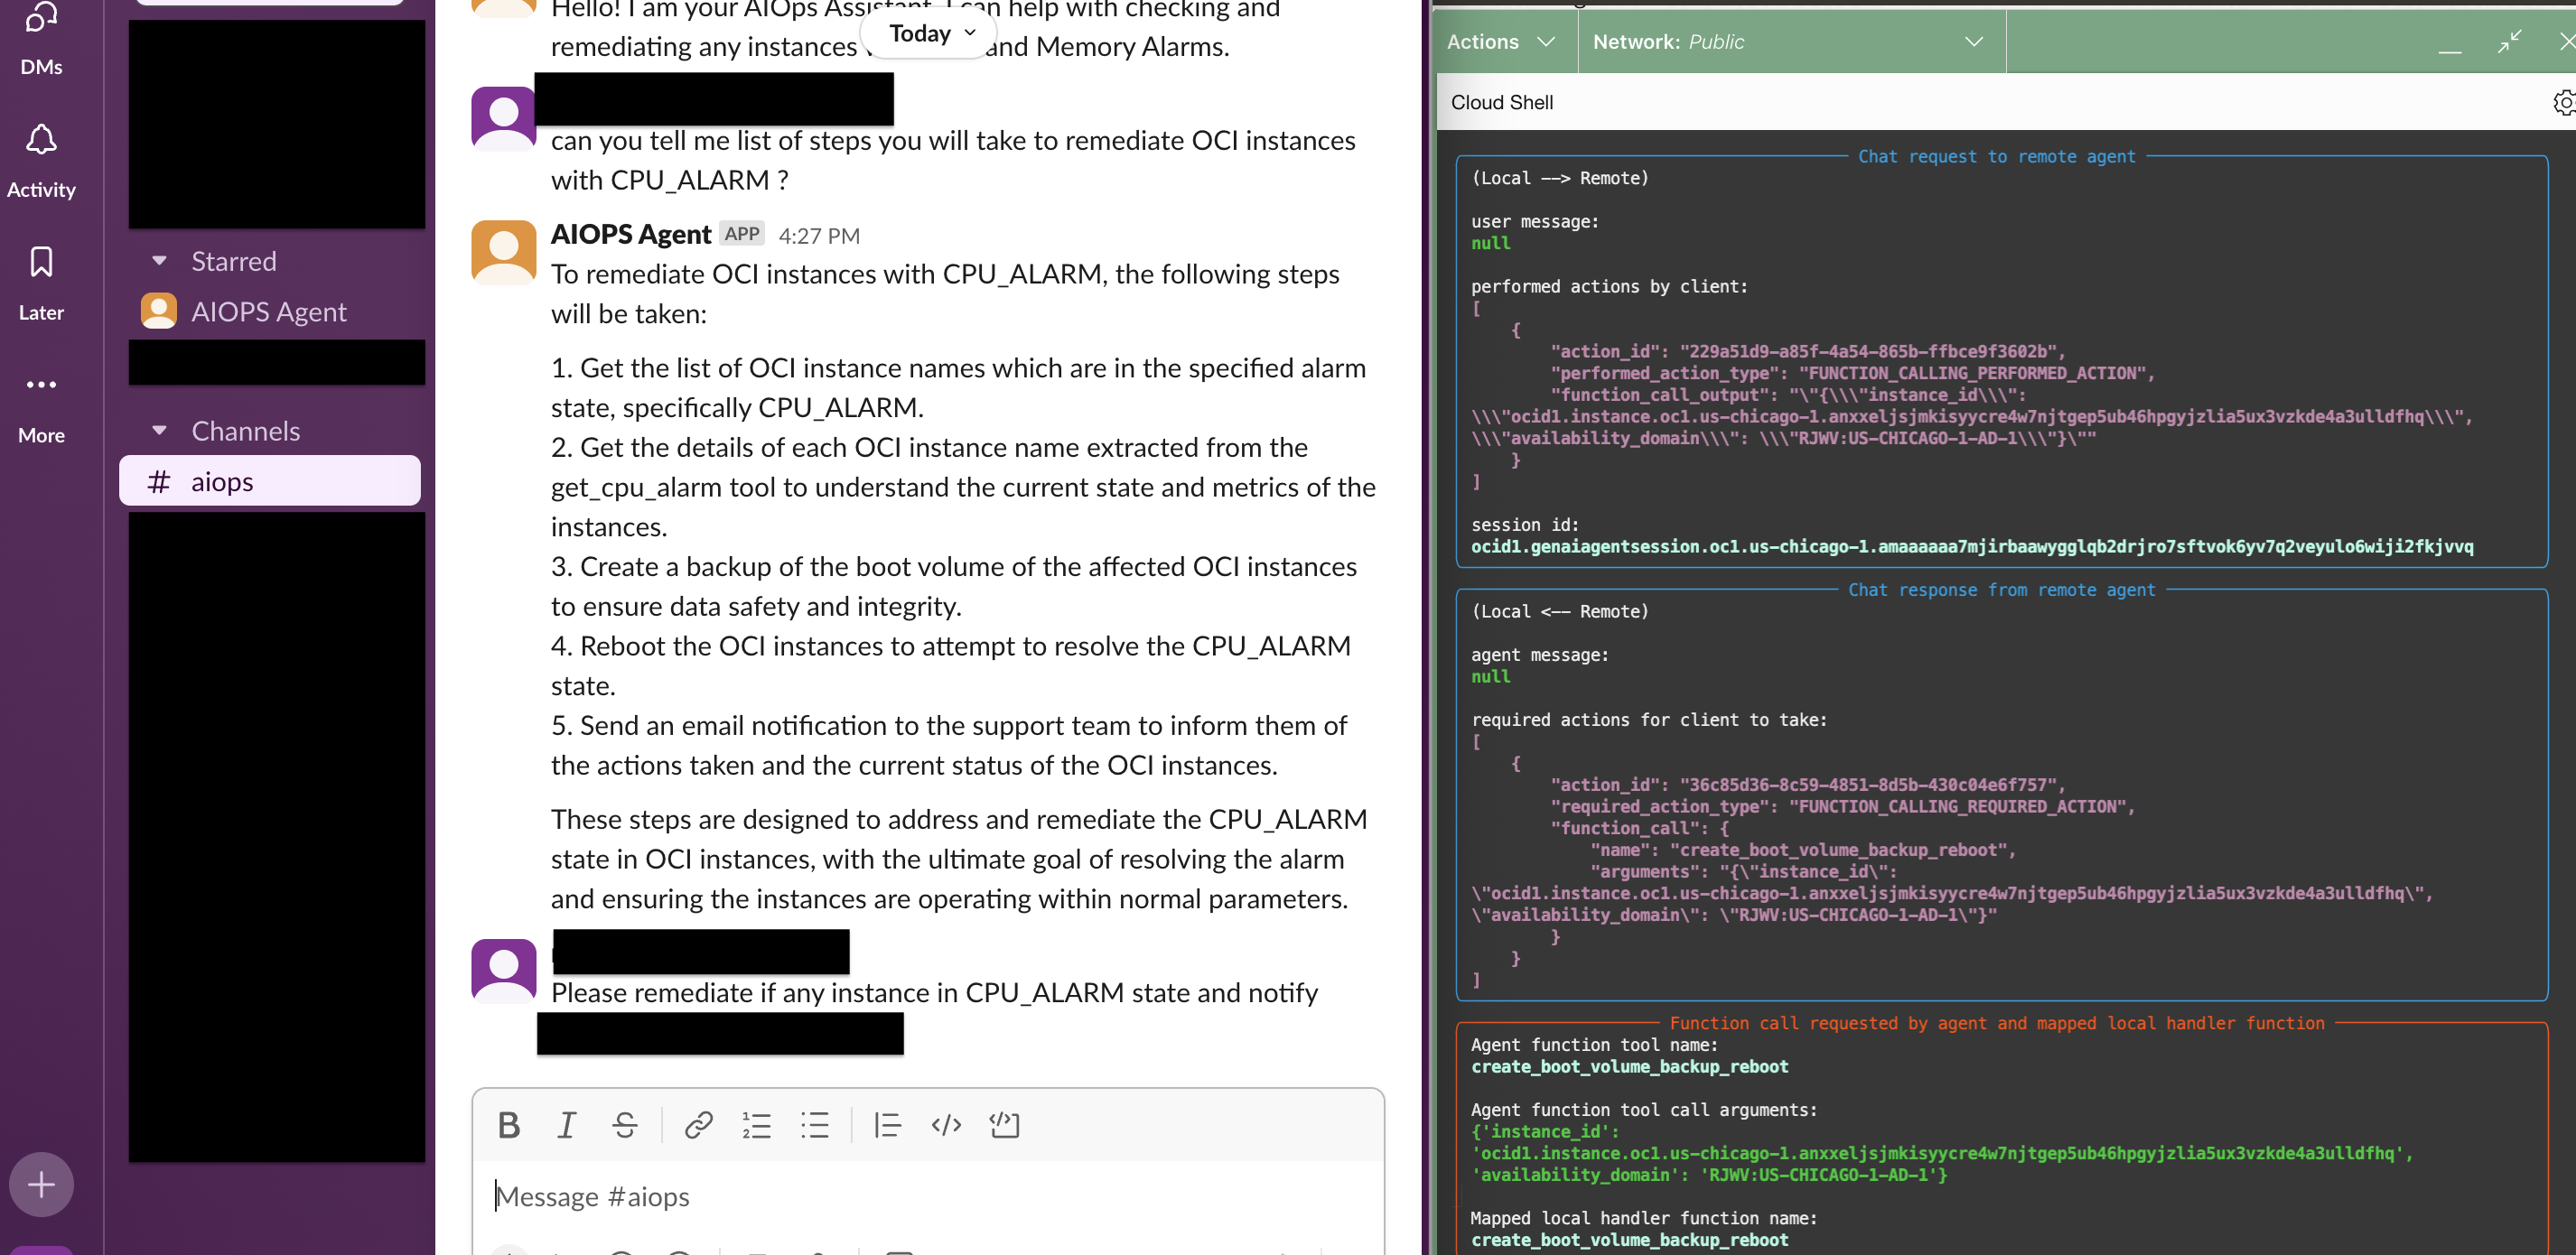 DMs
Activity
Later
More
Starred
AIOPS Agent
Channels
# aiops
Hello! I am your AIOps Assistant. I can help with checking and
remediating any instances and Memory Alarms.
Today
can you tell me list of steps you will take to remediate OCI instances
with CPU_ALARM ?
AIOPS Agent APP 4:27 PM
To remediate OCI instances with CPU_ALARM, the following steps
will be taken:
1. Get the list of OCI instance names which are in the specified alarm
state, specifically CPU_ALARM.
2. Get the details of each OCI instance name extracted from the
get_cpu_alarm tool to understand the current state and metrics of the
instances.
3. Create a backup of the boot volume of the affected OCI instances
to ensure data safety and integrity.
4. Reboot the OCI instances to attempt to resolve the CPU_ALARM
state.
5. Send an email notification to the support team to inform them of
the actions taken and the current status of the OCI instances.
These steps are designed to address and remediate the CPU_ALARM
state in OCI instances, with the ultimate goal of resolving the alarm
and ensuring the instances are operating within normal parameters.
Please remediate if any instance in CPU_ALARM state and notify
Message #aiops
Actions
Network: Public
Cloud Shell
Chat request to remote agent
(Local --> Remote)
user message:
null
performed actions by client:
[
{
"action_id": "229a51d9-a85f-4a54-865b-ffbce9f3602b",
"performed_action_type": "FUNCTION_CALLING_PERFORMED_ACTION",
"function_call_output": "\"{\\\"instance_id\\\":
\\\"ocid1.instance.oc1.us-chicago-1.anxxeljsjmkisyycre4w7njtgep5ub46hpgyjzlia5ux3vzkde4a3ulldfhq\\\",
\\\"availability_domain\\\": \\\"RJWV:US-CHICAGO-1-AD-1\\\"}\""
}
]
session id:
ocid1.genaiagentsession.oc1.us-chicago-1.amaaaaaa7mjirbaawygglqb2drjro7sftvok6yv7q2veyulo6wiji2fkjvvq
Chat response from remote agent
(Local <-- Remote)
agent message:
null
required actions for client to take:
[
{
"action_id": "36c85d36-8c59-4851-8d5b-430c04e6f757",
"required_action_type": "FUNCTION_CALLING_REQUIRED_ACTION",
"function_call": {
"name": "create_boot_volume_backup_reboot",
"arguments": "{\"instance_id\":
\"ocid1.instance.oc1.us-chicago-1.anxxeljsjmkisyycre4w7njtgep5ub46hpgyjzlia5ux3vzkde4a3ulldfhq\",
\"availability_domain\": \"RJWV:US-CHICAGO-1-AD-1\"}"
}
}
]
Function call requested by agent and mapped local handler function
Agent function tool name:
create_boot_volume_backup_reboot
Agent function tool call arguments:
{'instance_id':
'ocid1.instance.oc1.us-chicago-1.anxxeljsjmkisyycre4w7njtgep5ub46hpgyjzlia5ux3vzkde4a3ulldfhq',
'availability_domain': 'RJWV:US-CHICAGO-1-AD-1'}
Mapped local handler function name:
create_boot_volume_backup_reboot